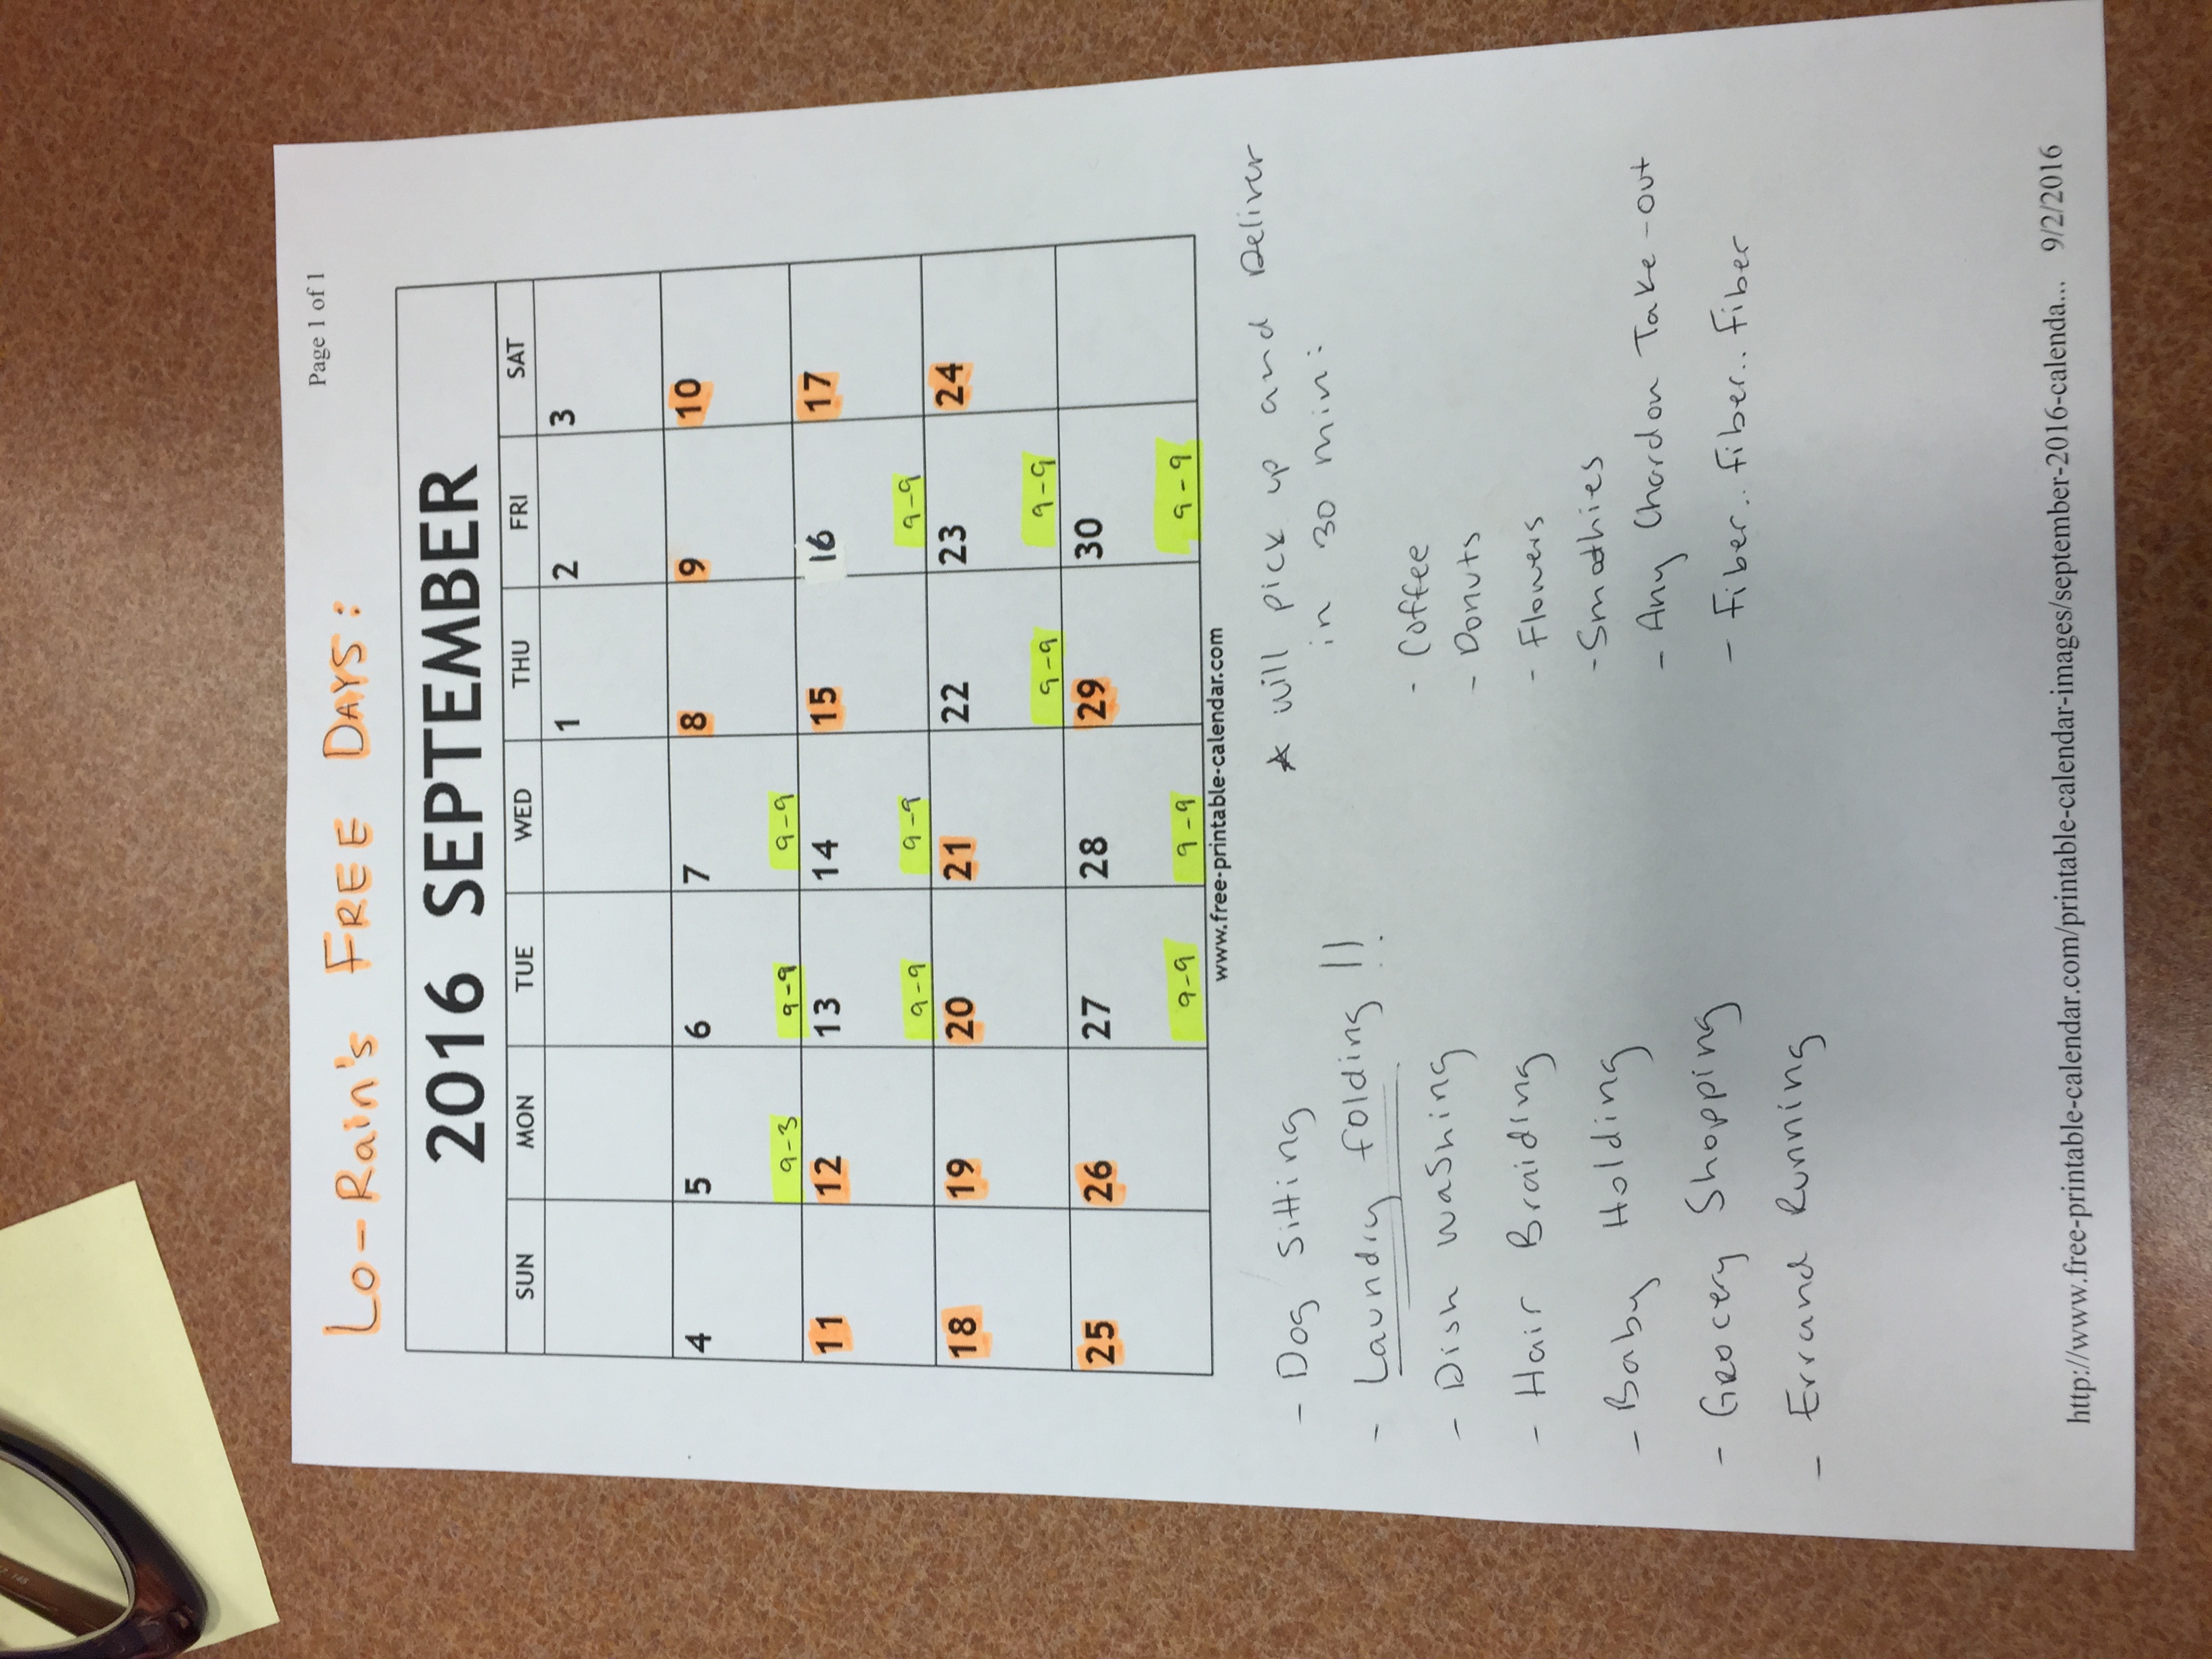 Page 1 of 1
Lo-Rain's FREE DAYS:
2016 SEPTEMBER
SUN MON TUE WED THU FRI SAT
1 2 3
4 5 6 7 8 9 10
9-3 9-9 9-9
11 12 13 14 15 16 17
9-9 9-9 9-9
18 19 20 21 22 23 24
9-9 9-9
25 26 27 28 29 30
9-9 9-9 9-9
www.free-printable-calendar.com
- Dog Sitting
- Laundry folding !!
- Dish washing
- Hair Braiding
- Baby Holding
- Grocery Shopping
- Errand Running
★ will pick up and Deliver
in 30 min:
- Coffee
- Donuts
- Flowers
- Smoothies
- Any Chardon Take-out
- Fiber.. fiber.. fiber
http://www.free-printable-calendar.com/printable-calendar-images/september-2016-calenda... 9/2/2016